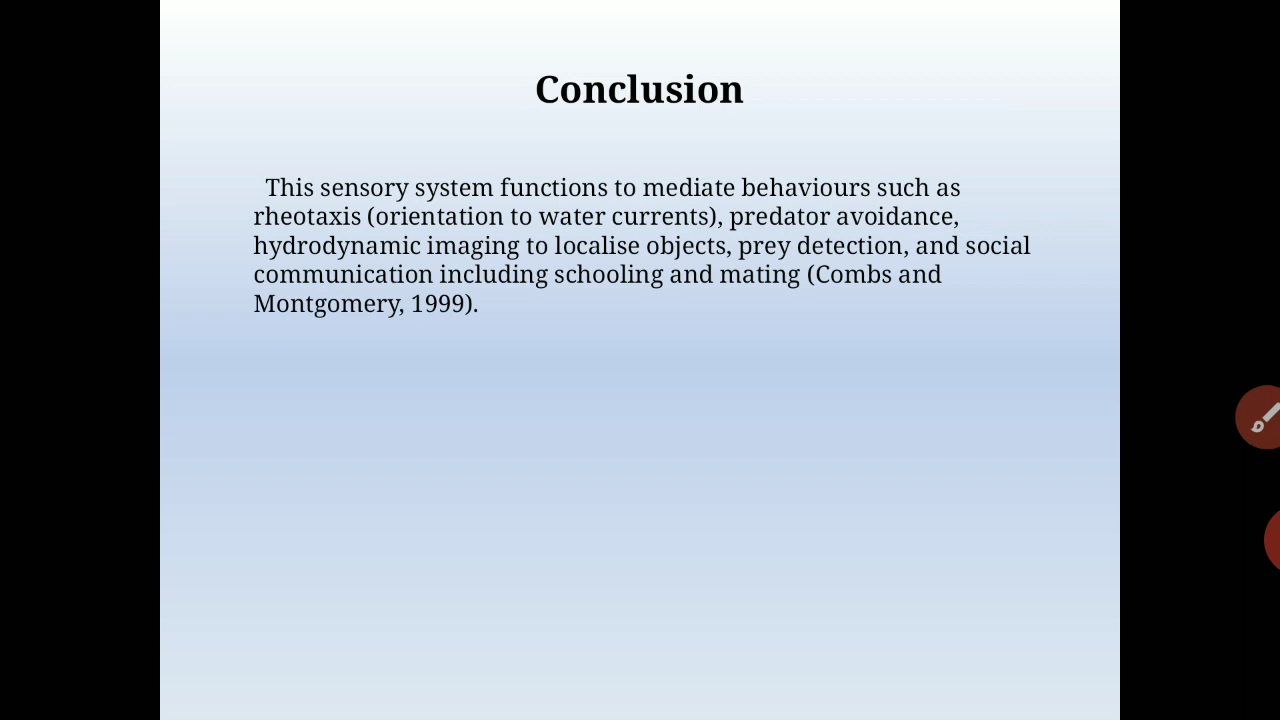 Conclusion
This sensory system functions to mediate behaviours such as
rheotaxis (orientation to water currents), predator avoidance,
hydrodynamic imaging to localise objects, prey detection, and social
communication including schooling and mating (Combs and
Montgomery, 1999).